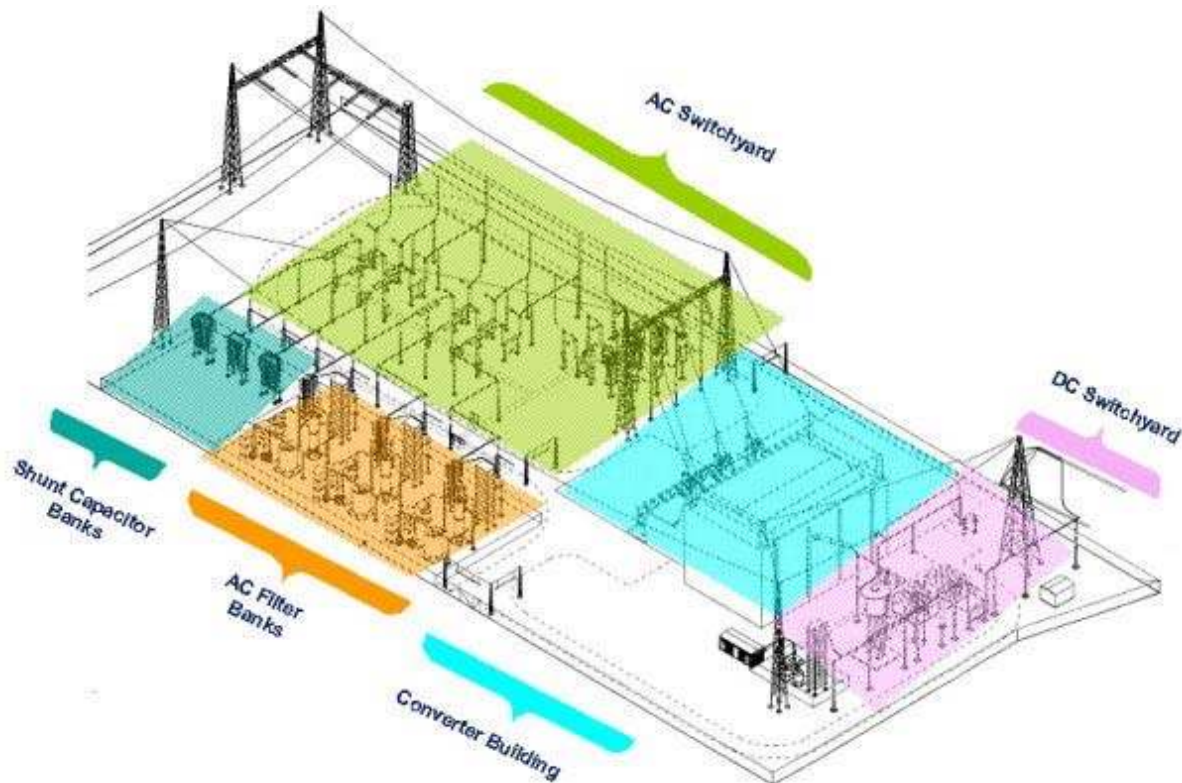 AC Switchyard
DC Switchyard
Shunt Capacitor
Banks
AC Filter
Banks
Converter Building